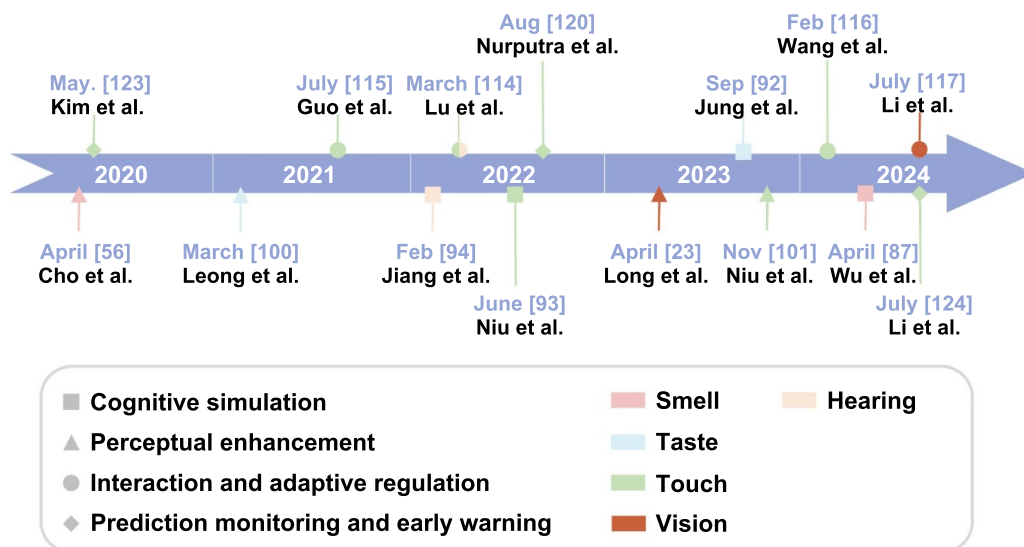 Aug [120]
Nurputra et al.
Feb [116]
Wang et al.
May. [123]
Kim et al.
July [115]
Guo et al.
March [114]
Lu et al.
Sep [92]
Jung et al.
July [117]
Li et al.
2020
2021
2022
2023
2024
April [56]
Cho et al.
March [100]
Leong et al.
Feb [94]
Jiang et al.
April [23]
Long et al.
Nov [101]
Niu et al.
April [87]
Wu et al.
June [93]
Niu et al.
July [124]
Li et al.
Cognitive simulation
Perceptual enhancement
Interaction and adaptive regulation
Prediction monitoring and early warning
Smell
Taste
Touch
Vision
Hearing